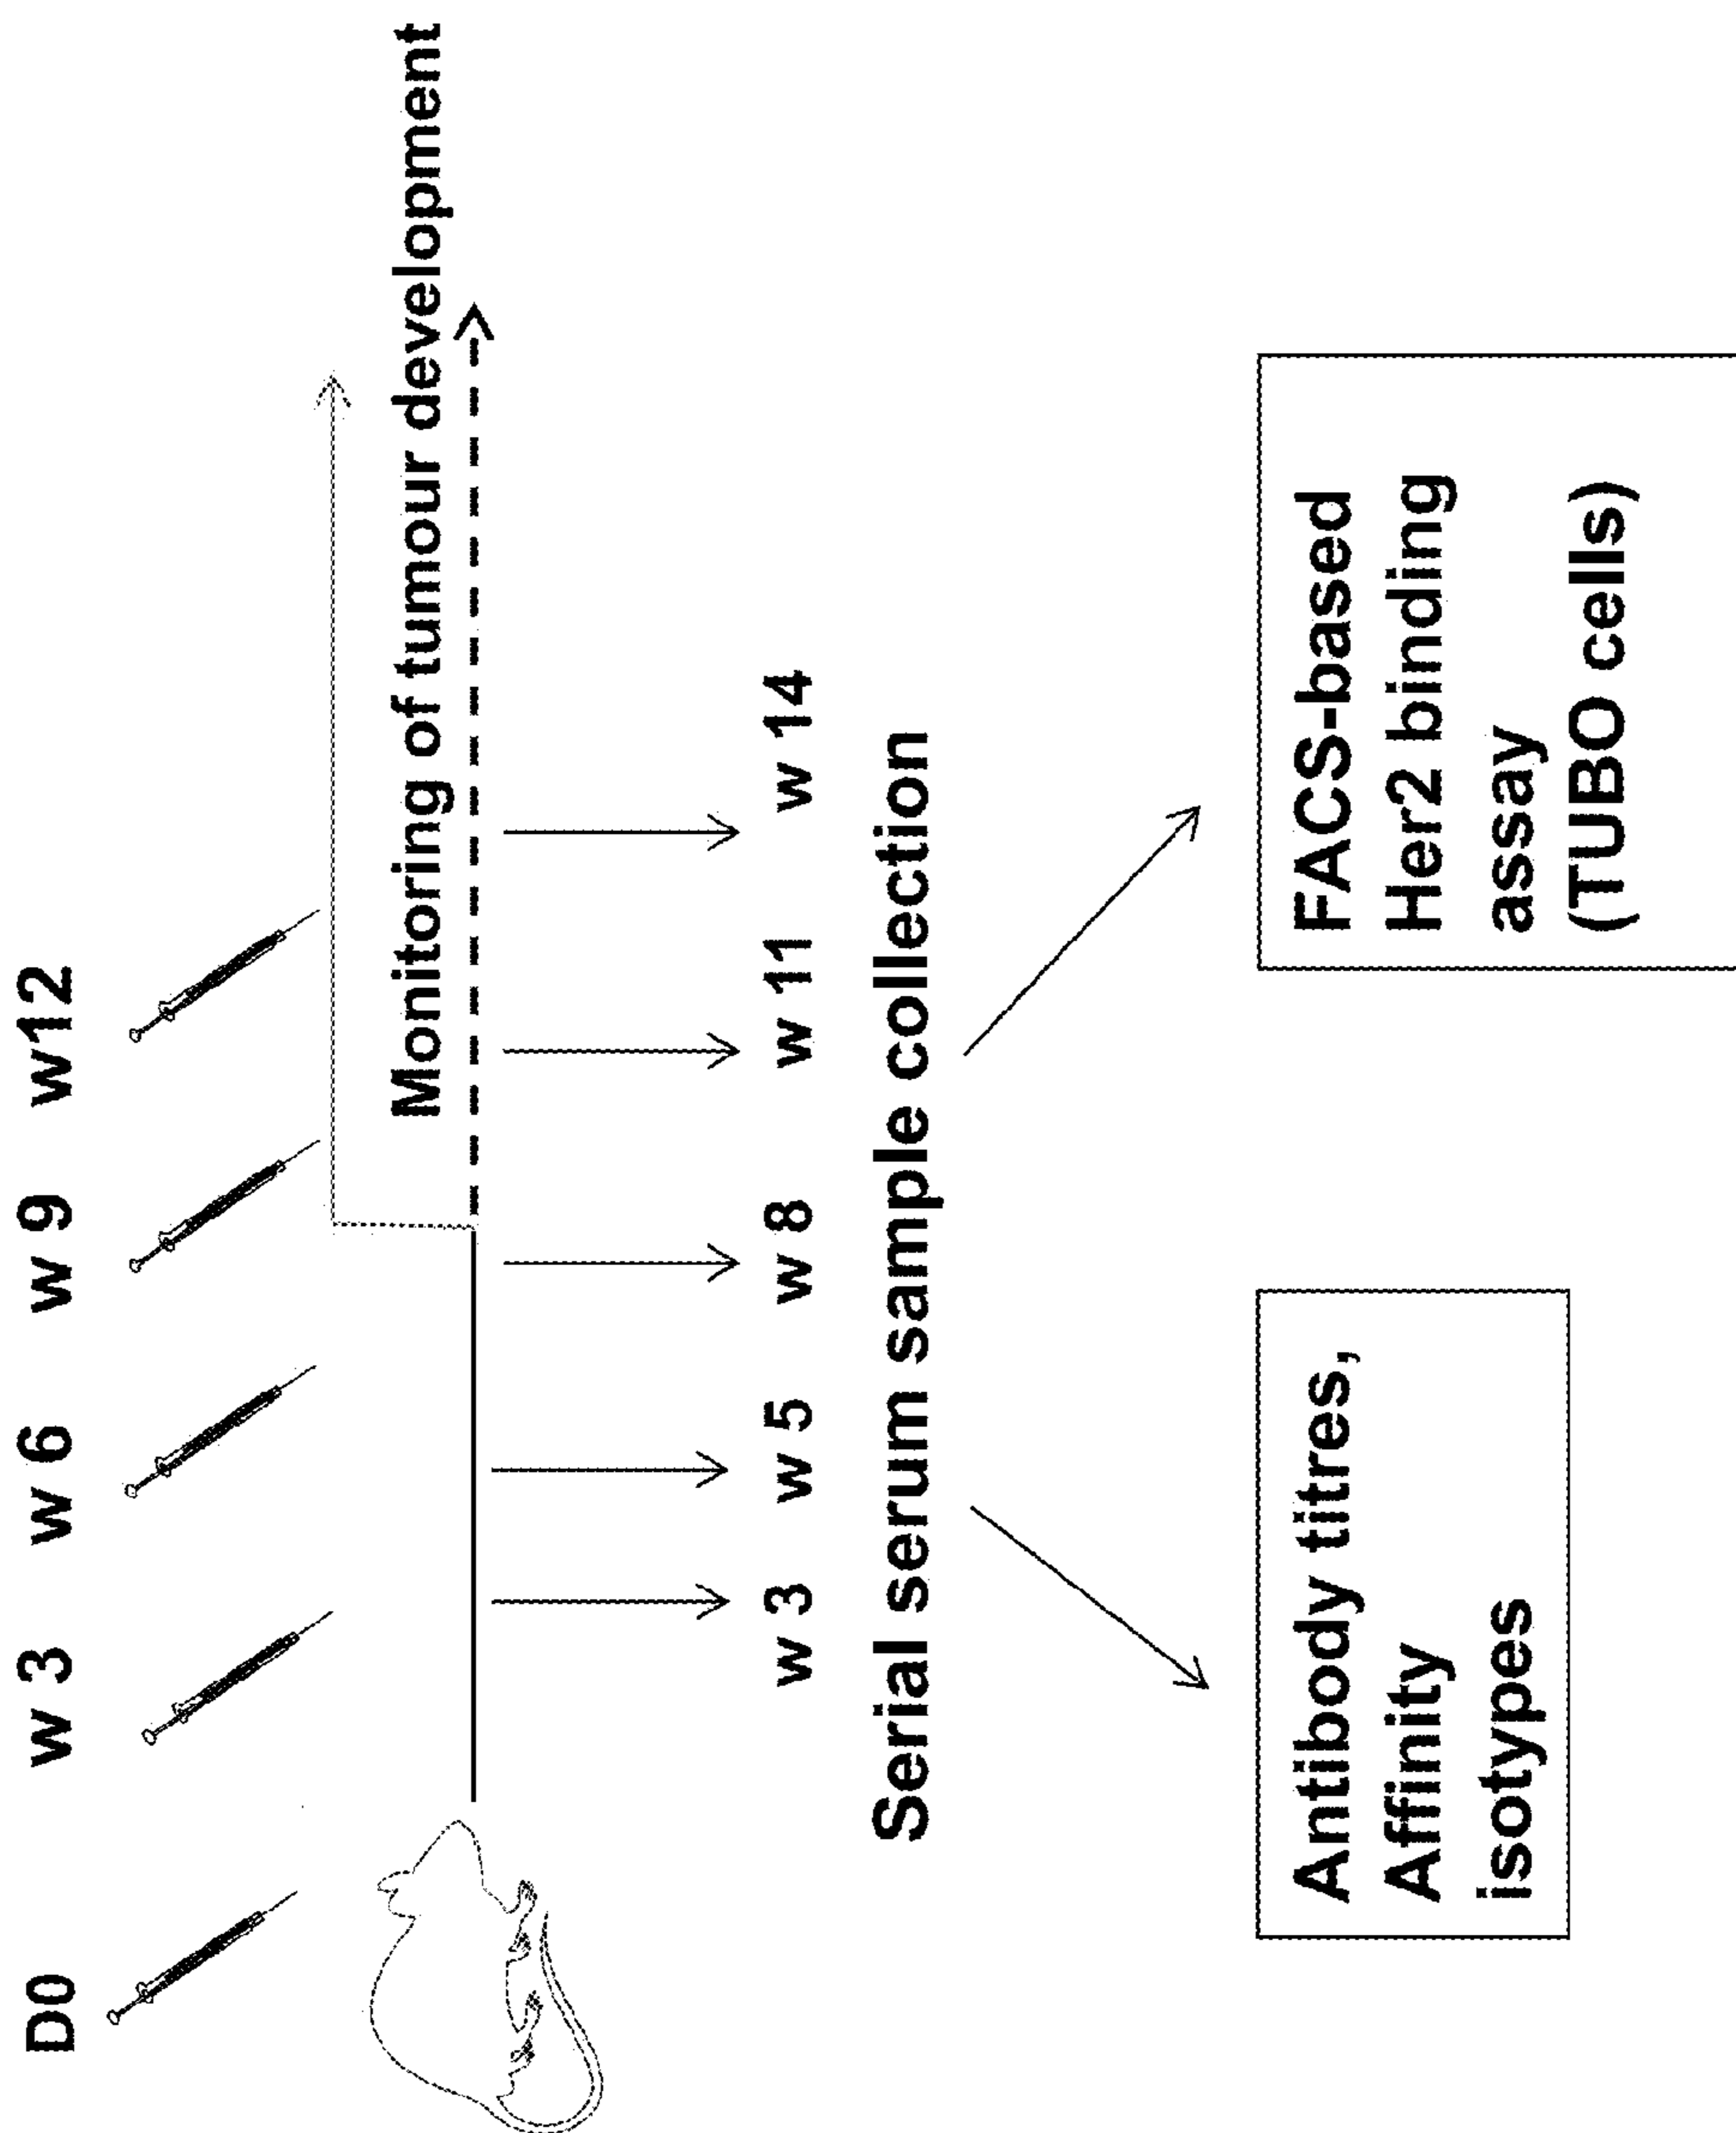 D0 w 3 w 6 w 9 w12
Monitoring of tumour development
w 3 w 5 w 8 w 11 w 14
Serial serum sample collection
Antibody titres,
Affinity
isotypes
FACS-based
Her2 binding
assay
(TUBO cells)